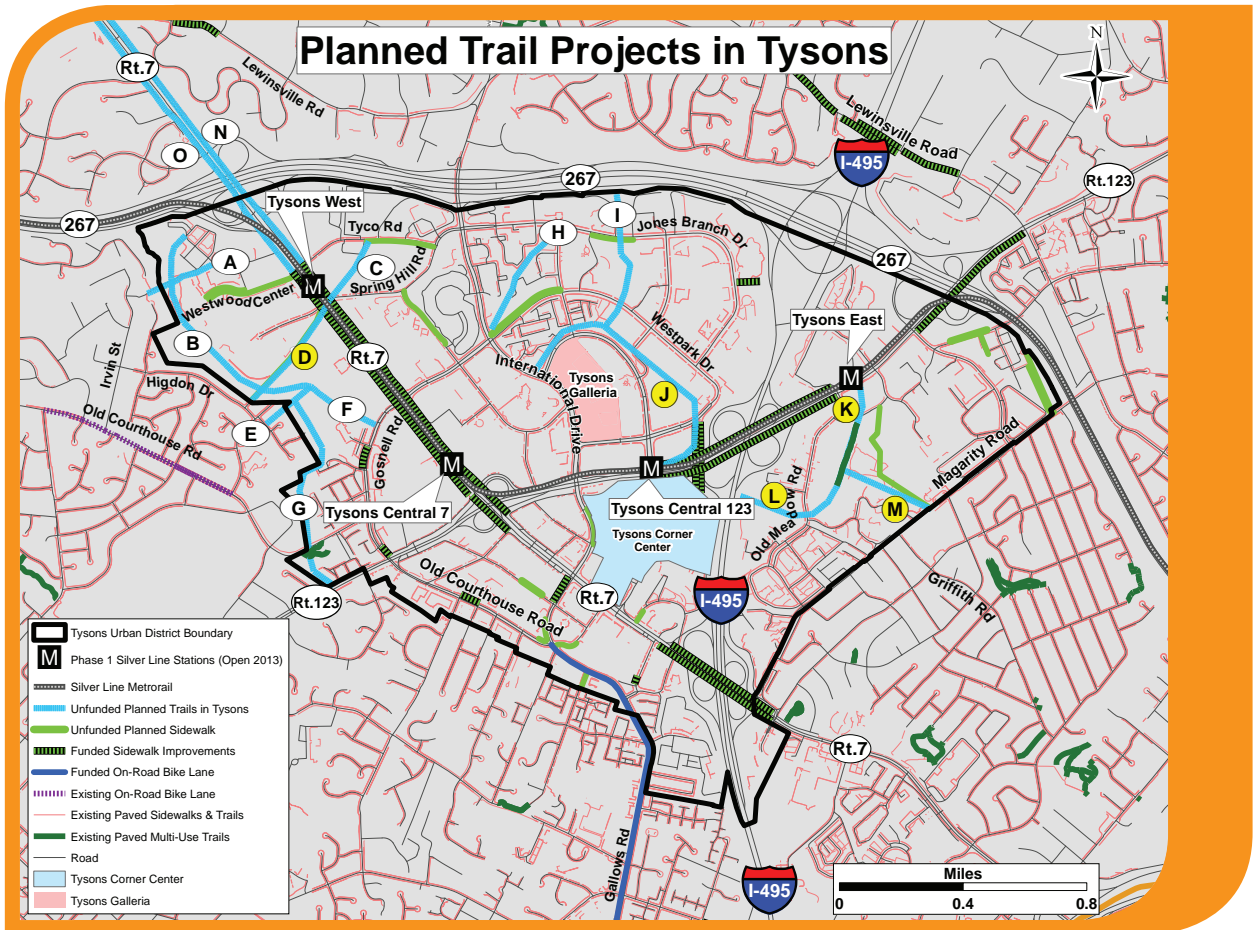 Planned Trail Projects in Tysons
N
Rt.7
Lewinsville Rd
Lewinsville Road
N
O
I-495
Rt.123
267
Tysons West
267
I
H
Tyco Rd
Jones Branch Dr
A
C
Spring Hill Rd
267
M
Westwood Center
Tysons East
B
Westpark Dr
Irvin St
D
Rt.7
International Drive
Tysons
Galleria
M
Higdon Dr
J
K
Old Courthouse Rd
F
E
Gosnell Rd
Magarity Road
M
M
G
Tysons Central 7
Tysons Central 123
L
Old Meadow Rd
M
Tysons Corner
Center
Old Courthouse Road
Rt.7
I-495
Griffith Rd
Rt.123
Tysons Urban District Boundary
M
Phase 1 Silver Line Stations (Open 2013)
Silver Line Metrorail
Unfunded Planned Trails in Tysons
Unfunded Planned Sidewalk
Funded Sidewalk Improvements
Funded On-Road Bike Lane
Existing On-Road Bike Lane
Existing Paved Sidewalks & Trails
Existing Paved Multi-Use Trails
Road
Tysons Corner Center
Tysons Galleria
Rt.7
Gallows Rd
I-495
Miles
0 0.4 0.8